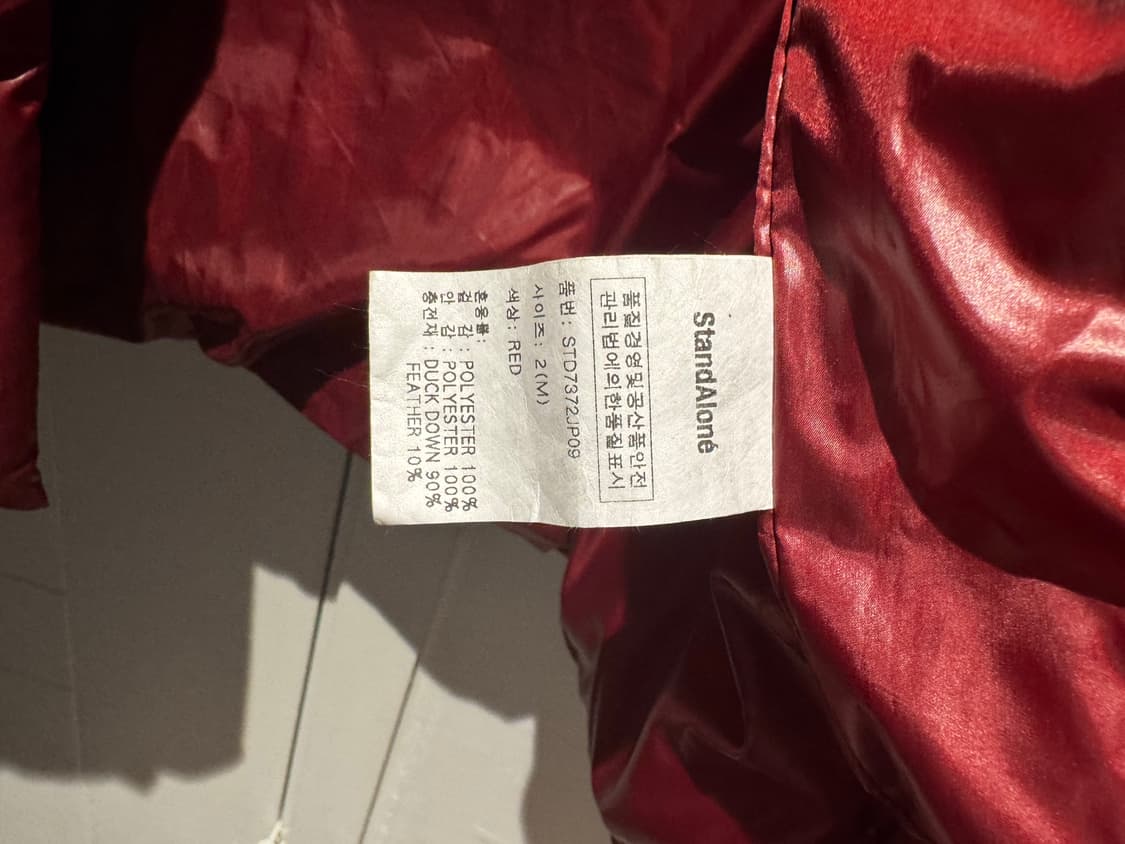 StandAloné
품질경영및공산품안전
관리법에의한품질표시
품번: STD7372JP09
사이즈: 2(M)
색상: RED
혼용률:
겉 감: POLYESTER 100%
안 감: POLYESTER 100%
충전재: DUCK DOWN 90%
FEATHER 10%